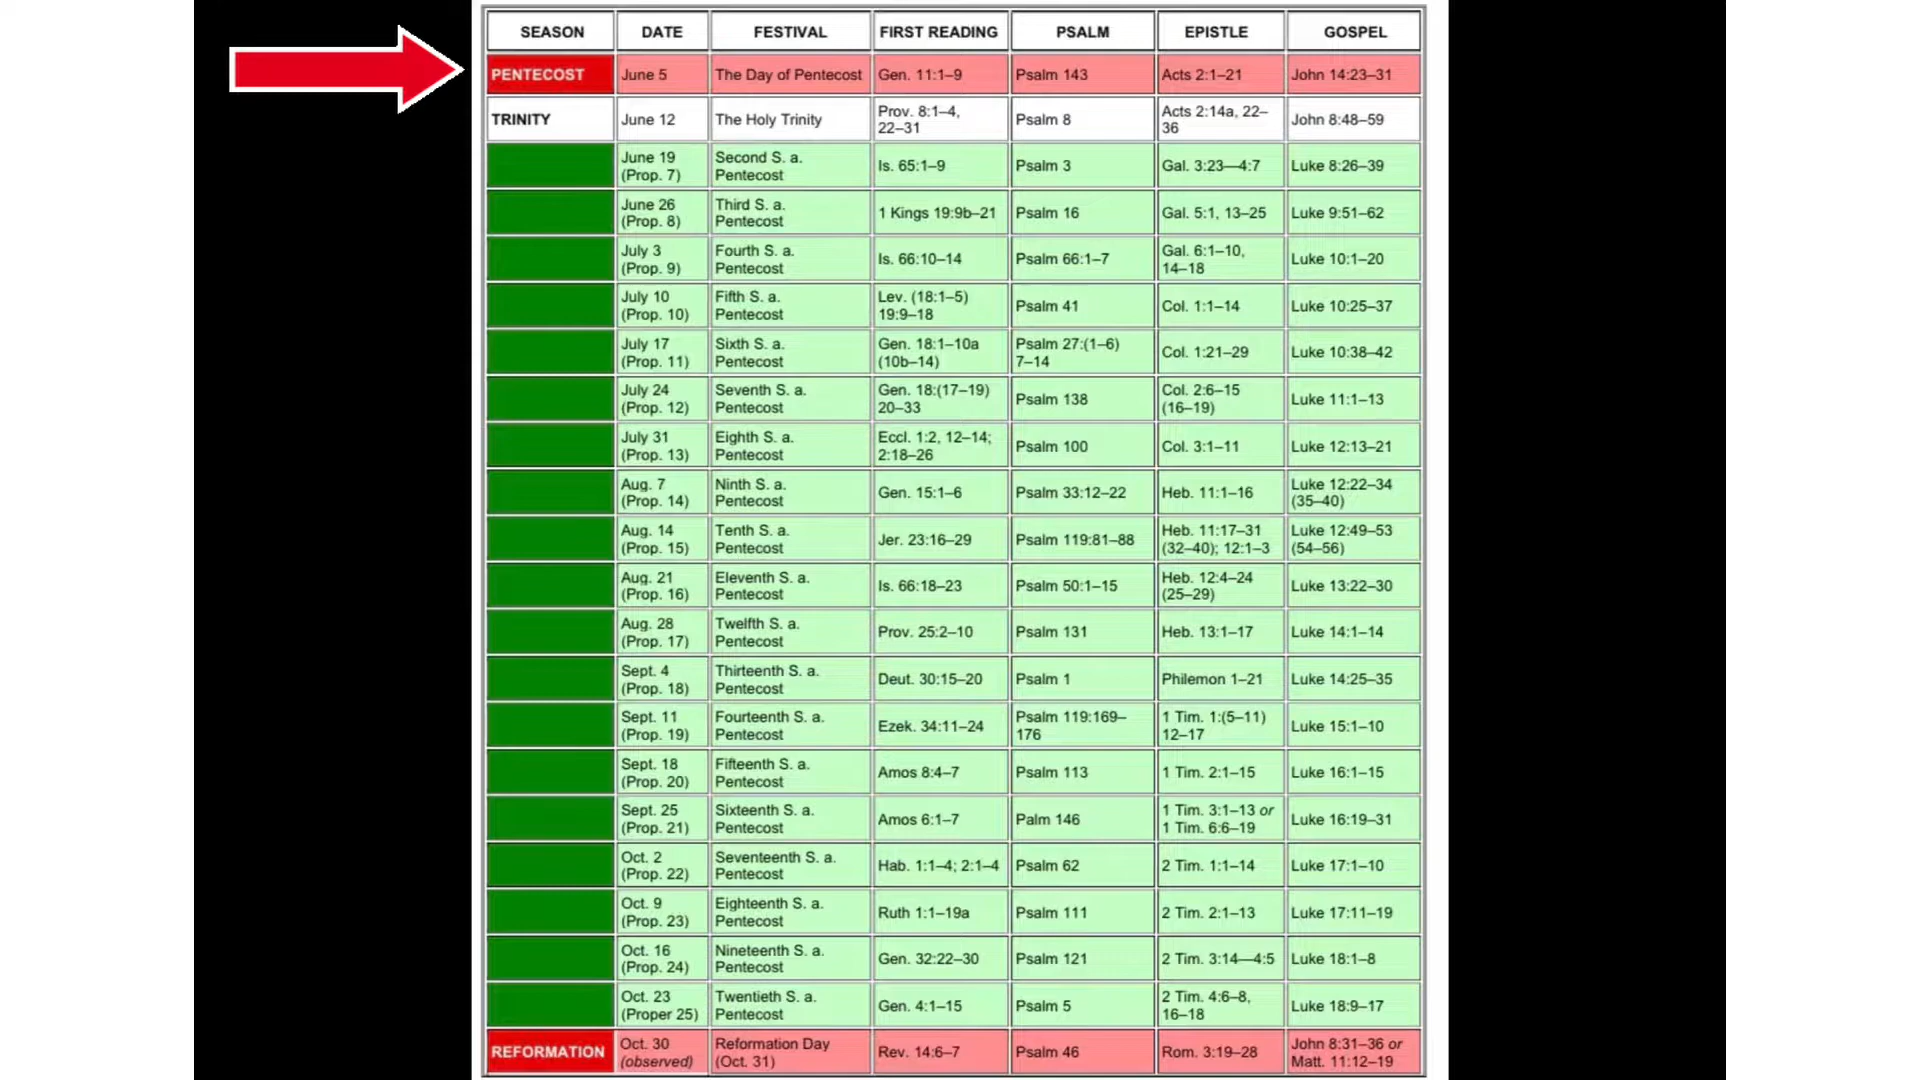 SEASON DATE FESTIVAL FIRST READING PSALM EPISTLE GOSPEL
PENTECOST June 5 The Day of Pentecost Gen. 11:1–9 Psalm 143 Acts 2:1–21 John 14:23–31
TRINITY June 12 The Holy Trinity Prov. 8:1–4, 22–31 Psalm 8 Acts 2:14a, 22–36 John 8:48–59
June 19 (Prop. 7) Second S. a. Pentecost Is. 65:1–9 Psalm 3 Gal. 3:23—4:7 Luke 8:26–39
June 26 (Prop. 8) Third S. a. Pentecost 1 Kings 19:9b–21 Psalm 16 Gal. 5:1, 13–25 Luke 9:51–62
July 3 (Prop. 9) Fourth S. a. Pentecost Is. 66:10–14 Psalm 66:1–7 Gal. 6:1–10, 14–18 Luke 10:1–20
July 10 (Prop. 10) Fifth S. a. Pentecost Lev. (18:1–5) 19:9–18 Psalm 41 Col. 1:1–14 Luke 10:25–37
July 17 (Prop. 11) Sixth S. a. Pentecost Gen. 18:1–10a (10b–14) Psalm 27:(1–6) 7–14 Col. 1:21–29 Luke 10:38–42
July 24 (Prop. 12) Seventh S. a. Pentecost Gen. 18:(17–19) 20–33 Psalm 138 Col. 2:6–15 (16–19) Luke 11:1–13
July 31 (Prop. 13) Eighth S. a. Pentecost Eccl. 1:2, 12–14; 2:18–26 Psalm 100 Col. 3:1–11 Luke 12:13–21
Aug. 7 (Prop. 14) Ninth S. a. Pentecost Gen. 15:1–6 Psalm 33:12–22 Heb. 11:1–16 Luke 12:22–34 (35–40)
Aug. 14 (Prop. 15) Tenth S. a. Pentecost Jer. 23:16–29 Psalm 119:81–88 Heb. 11:17–31 (32–40); 12:1–3 Luke 12:49–53 (54–56)
Aug. 21 (Prop. 16) Eleventh S. a. Pentecost Is. 66:18–23 Psalm 50:1–15 Heb. 12:4–24 (25–29) Luke 13:22–30
Aug. 28 (Prop. 17) Twelfth S. a. Pentecost Prov. 25:2–10 Psalm 131 Heb. 13:1–17 Luke 14:1–14
Sept. 4 (Prop. 18) Thirteenth S. a. Pentecost Deut. 30:15–20 Psalm 1 Philemon 1–21 Luke 14:25–35
Sept. 11 (Prop. 19) Fourteenth S. a. Pentecost Ezek. 34:11–24 Psalm 119:169–176 1 Tim. 1:(5–11) 12–17 Luke 15:1–10
Sept. 18 (Prop. 20) Fifteenth S. a. Pentecost Amos 8:4–7 Psalm 113 1 Tim. 2:1–15 Luke 16:1–15
Sept. 25 (Prop. 21) Sixteenth S. a. Pentecost Amos 6:1–7 Palm 146 1 Tim. 3:1–13 or 1 Tim. 6:6–19 Luke 16:19–31
Oct. 2 (Prop. 22) Seventeenth S. a. Pentecost Hab. 1:1–4; 2:1–4 Psalm 62 2 Tim. 1:1–14 Luke 17:1–10
Oct. 9 (Prop. 23) Eighteenth S. a. Pentecost Ruth 1:1–19a Psalm 111 2 Tim. 2:1–13 Luke 17:11–19
Oct. 16 (Prop. 24) Nineteenth S. a. Pentecost Gen. 32:22–30 Psalm 121 2 Tim. 3:14—4:5 Luke 18:1–8
Oct. 23 (Proper 25) Twentieth S. a. Pentecost Gen. 4:1–15 Psalm 5 2 Tim. 4:6–8, 16–18 Luke 18:9–17
REFORMATION Oct. 30 (observed) Reformation Day (Oct. 31) Rev. 14:6–7 Psalm 46 Rom. 3:19–28 John 8:31–36 or Matt. 11:12–19